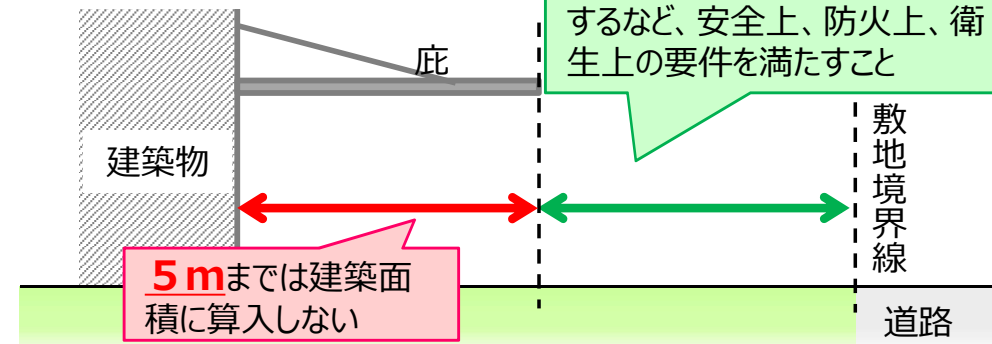 するなど、安全上、防火上、衛
生上の要件を満たすこと
庇
建築物
敷地境界線
５ｍまでは建築面
積に算入しない
道路